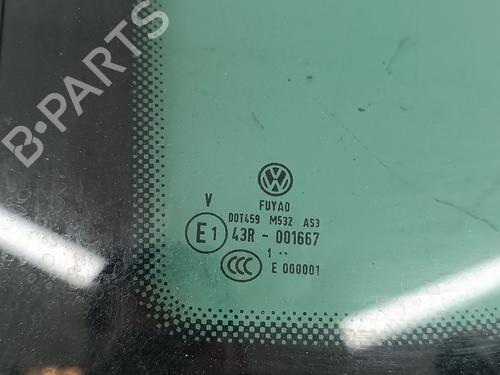 B-PARTS
FUYAO
V
DOT459 M532 AS3
E1 43R - 001667
1 ··
CCC E 000001